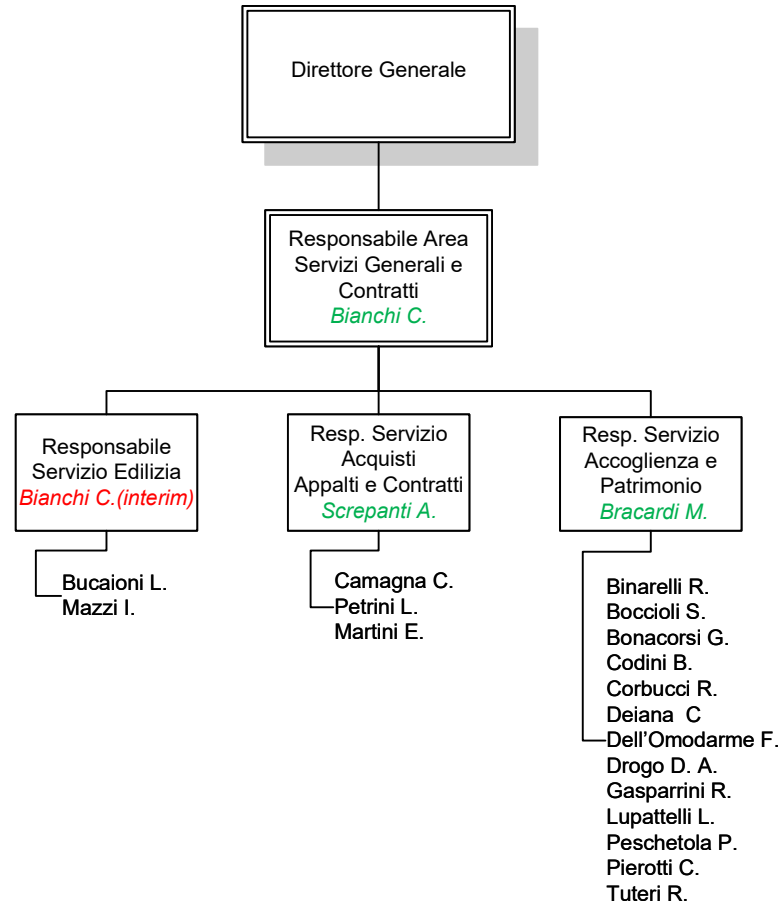 Direttore Generale
Responsabile Area
Servizi Generali e
Contratti
Bianchi C.
Responsabile
Servizio Edilizia
Bianchi C.(interim)
Bucaioni L.
Mazzi I.
Resp. Servizio
Acquisti
Appalti e Contratti
Screpanti A.
Camagna C.
Petrini L.
Martini E.
Resp. Servizio
Accoglienza e
Patrimonio
Bracardi M.
Binarelli R.
Boccioli S.
Bonacorsi G.
Codini B.
Corbucci R.
Deiana  C
Dell’Omodarme F.
Drogo D. A.
Gasparrini R.
Lupattelli L.
Peschetola P.
Pierotti C.
Tuteri R.